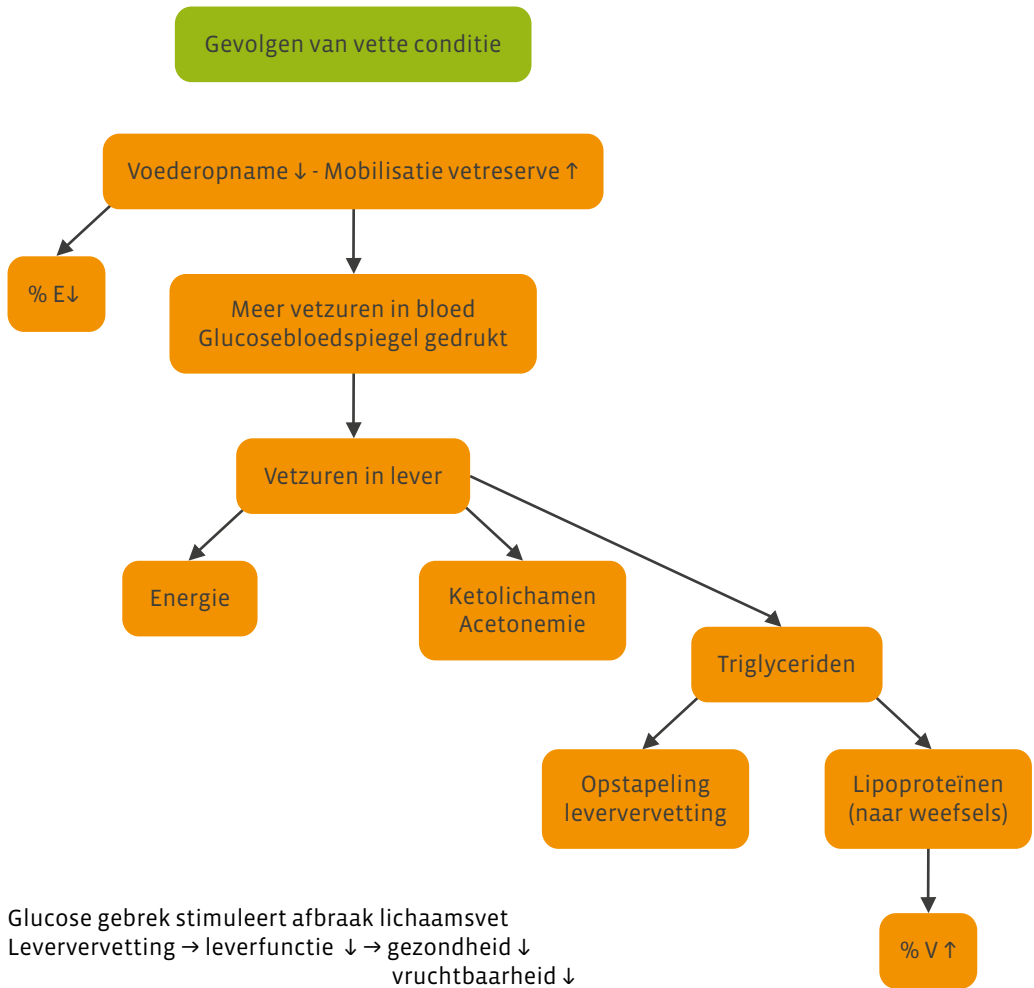 Gevolgen van vette conditie
Voederopname ↓ - Mobilisatie vetreserve ↑
% E↓
Meer vetzuren in bloed
Glucosebloedspiegel gedrukt
Vetzuren in lever
Energie
Ketolichamen
Acetonemie
Triglyceriden
Opstapeling
leververvetting
Lipoproteïnen
(naar weefsels)
% V ↑
Glucose gebrek stimuleert afbraak lichaamsvet
Leververvetting → leverfunctie ↓ → gezondheid ↓
vruchtbaarheid ↓